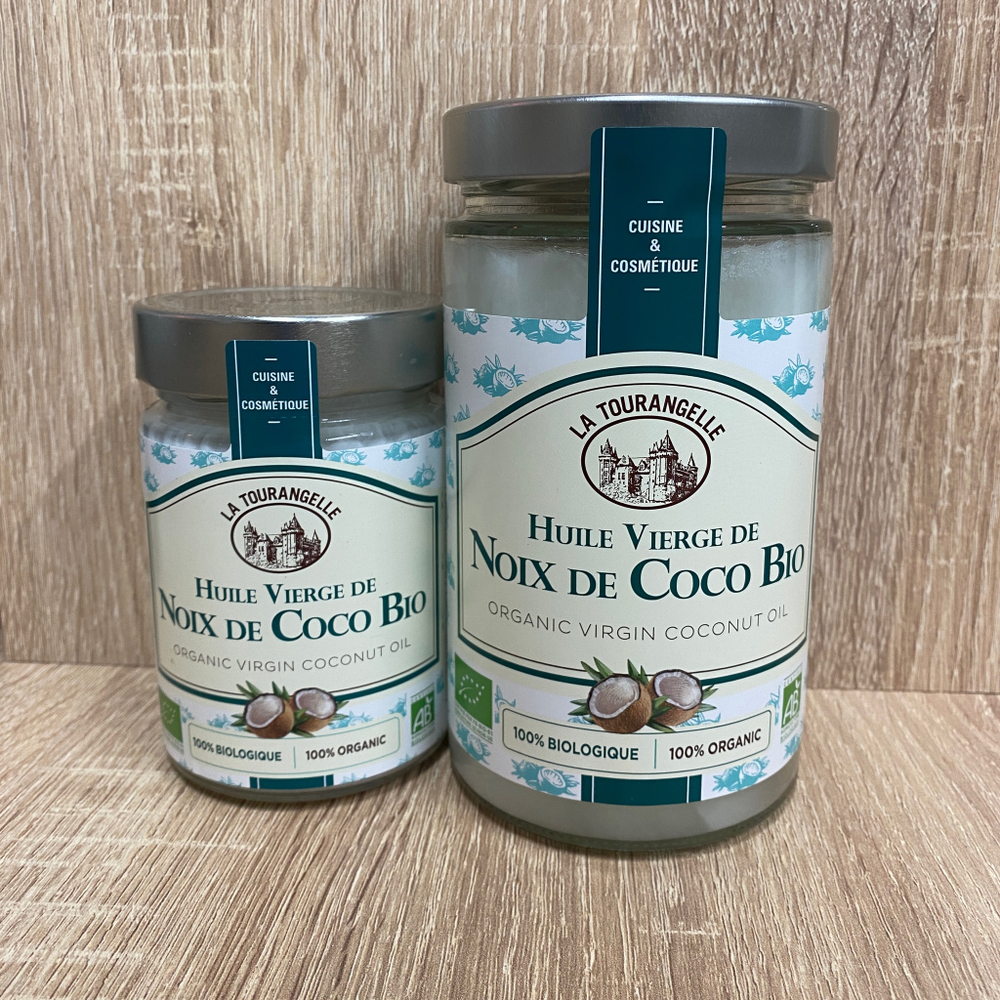 CUISINE
&
COSMÉTIQUE
LA TOURANGELLE
HUILE VIERGE DE
NOIX DE COCO BIO
ORGANIC VIRGIN COCONUT OIL
AB
100% BIOLOGIQUE
100% ORGANIC
CUISINE
&
COSMÉTIQUE
LA TOURANGELLE
HUILE VIERGE DE
NOIX DE COCO BIO
ORGANIC VIRGIN COCONUT OIL
AB
100% BIOLOGIQUE
100% ORGANIC